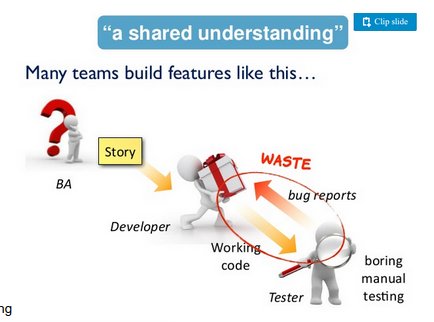 “a shared understanding”
Clip slide
Many teams build features like this…
Story
BA
WASTE
bug reports
Developer
Working
code
boring
manual
testing
Tester
ng